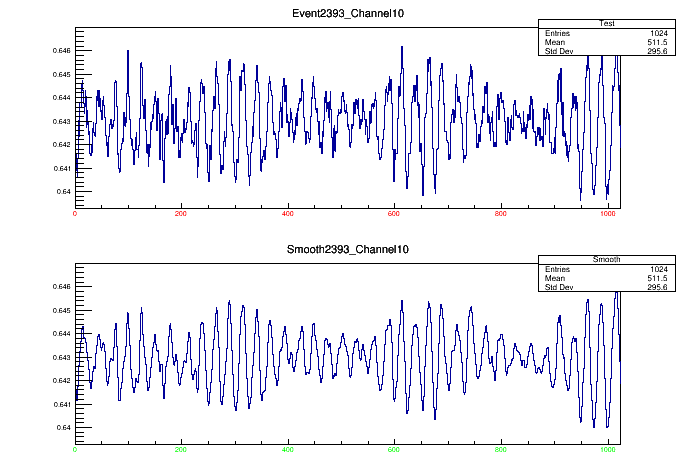 Event2393_Channel10
Test
Entries 1024
Mean 511.5
Std Dev 295.6
0.646
0.645
0.644
0.643
0.642
0.641
0.64
0 200 400 600 800 1000
Smooth2393_Channel10
Smooth
Entries 1024
Mean 511.5
Std Dev 295.6
0.646
0.645
0.644
0.643
0.642
0.641
0.64
0 200 400 600 800 1000